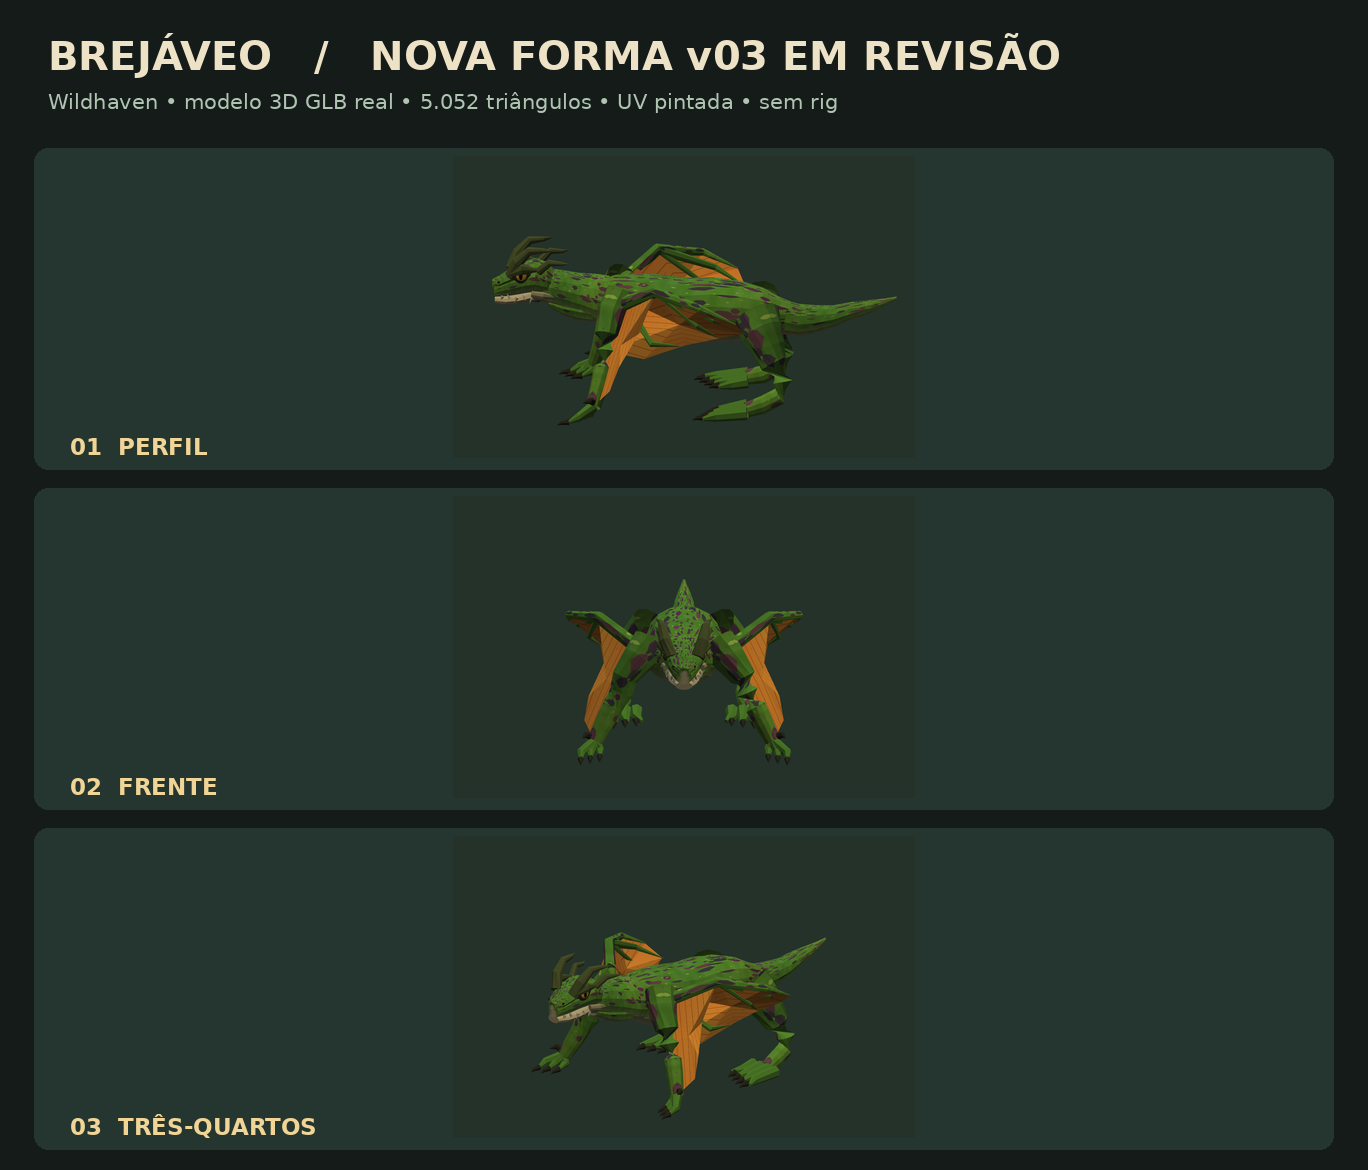 BREJÁVEO / NOVA FORMA v03 EM REVISÃO
Wildhaven • modelo 3D GLB real • 5.052 triângulos • UV pintada • sem rig
01 PERFIL
02 FRENTE
03 TRÊS-QUARTOS